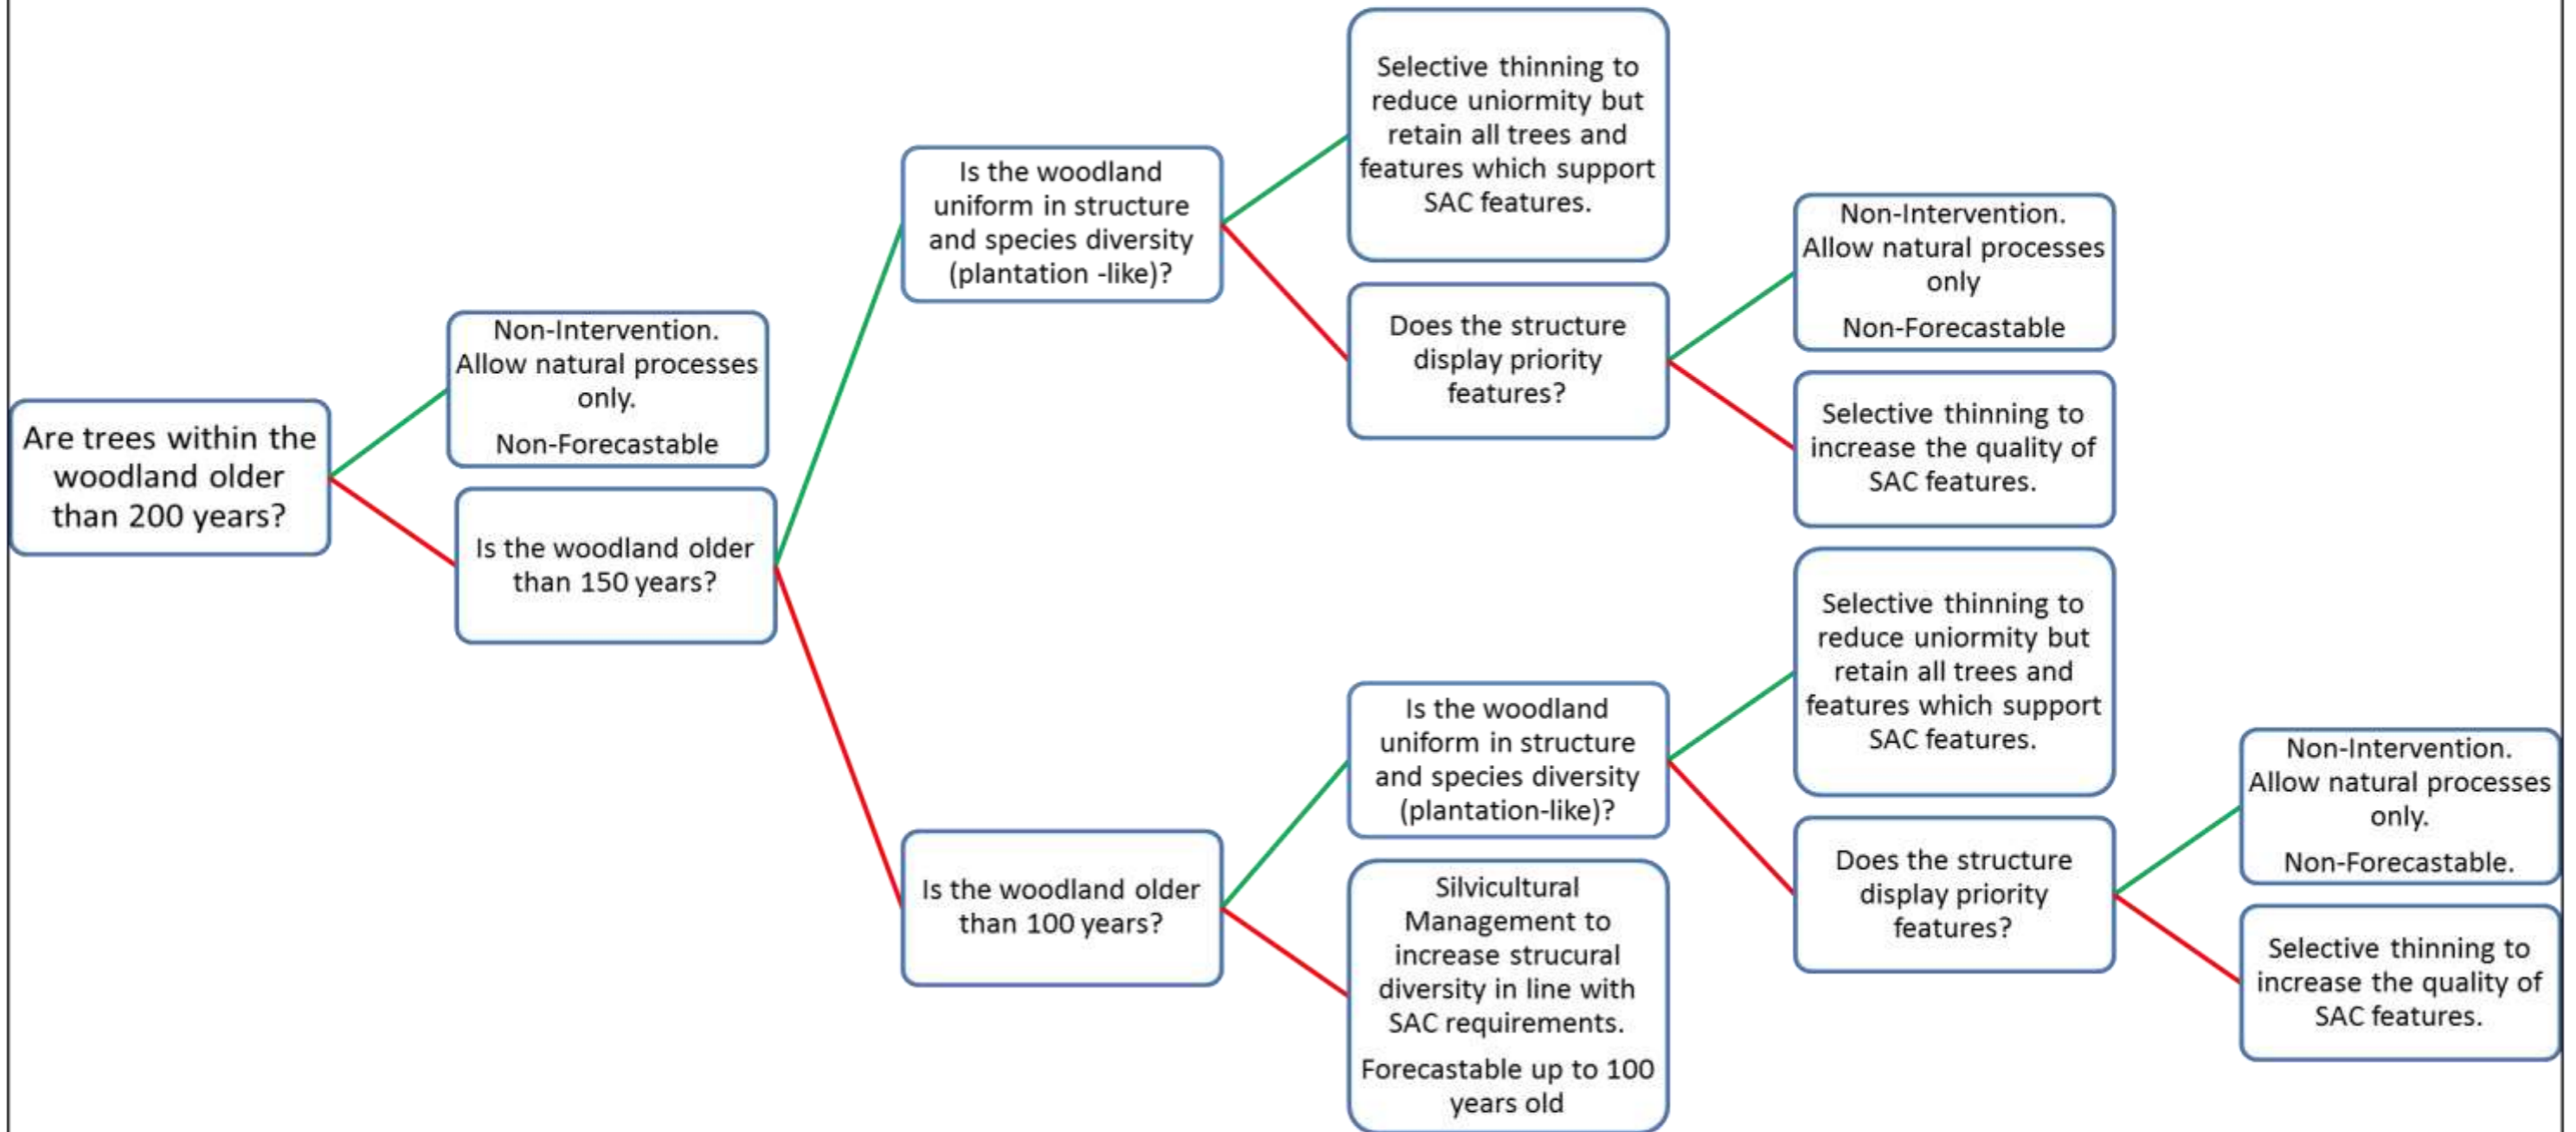 Are trees within the
woodland older
than 200 years?
Non-Intervention.
Allow natural processes
only.
Non-Forecastable
Is the woodland older
than 150 years?
Is the woodland
uniform in structure
and species diversity
(plantation -like)?
Selective thinning to
reduce uniormity but
retain all trees and
features which support
SAC features.
Does the structure
display priority
features?
Non-Intervention.
Allow natural processes
only
Non-Forecastable
Selective thinning to
increase the quality of
SAC features.
Is the woodland older
than 100 years?
Is the woodland
uniform in structure
and species diversity
(plantation-like)?
Selective thinning to
reduce uniormity but
retain all trees and
features which support
SAC features.
Does the structure
display priority
features?
Non-Intervention.
Allow natural processes
only.
Non-Forecastable.
Selective thinning to
increase the quality of
SAC features.
Silvicultural
Management to
increase strucural
diversity in line with
SAC requirements.
Forecastable up to 100
years old